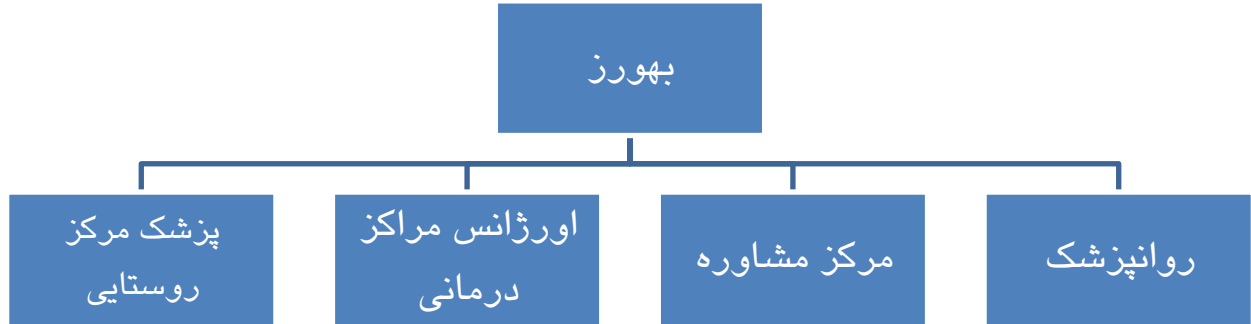 بهورز
روانپزشک
مرکز مشاوره
اورژانس مراکز
درمانی
پزشک مرکز
روستایی